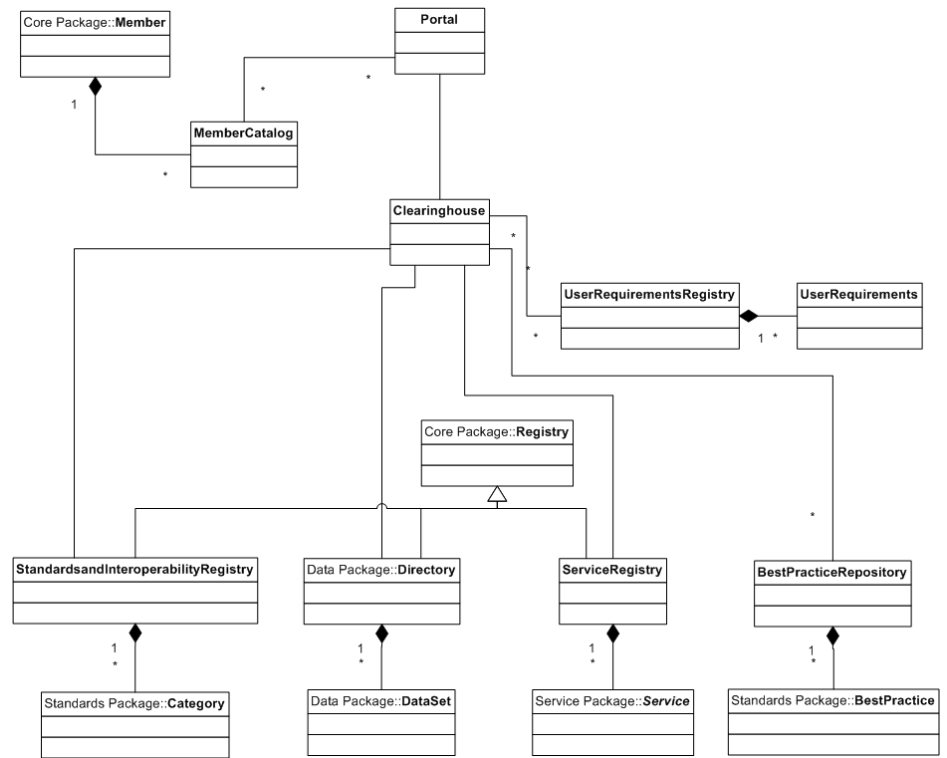 Core Package::Member
Portal
1
*
*
MemberCatalog
*
Clearinghouse
*
*
UserRequirementsRegistry
UserRequirements
*
1 *
Core Package::Registry
*
StandardsandInteroperabilityRegistry
Data Package::Directory
ServiceRegistry
BestPracticeRepository
1
*
1
*
1
*
1
*
Standards Package::Category
Data Package::DataSet
Service Package::Service
Standards Package::BestPractice